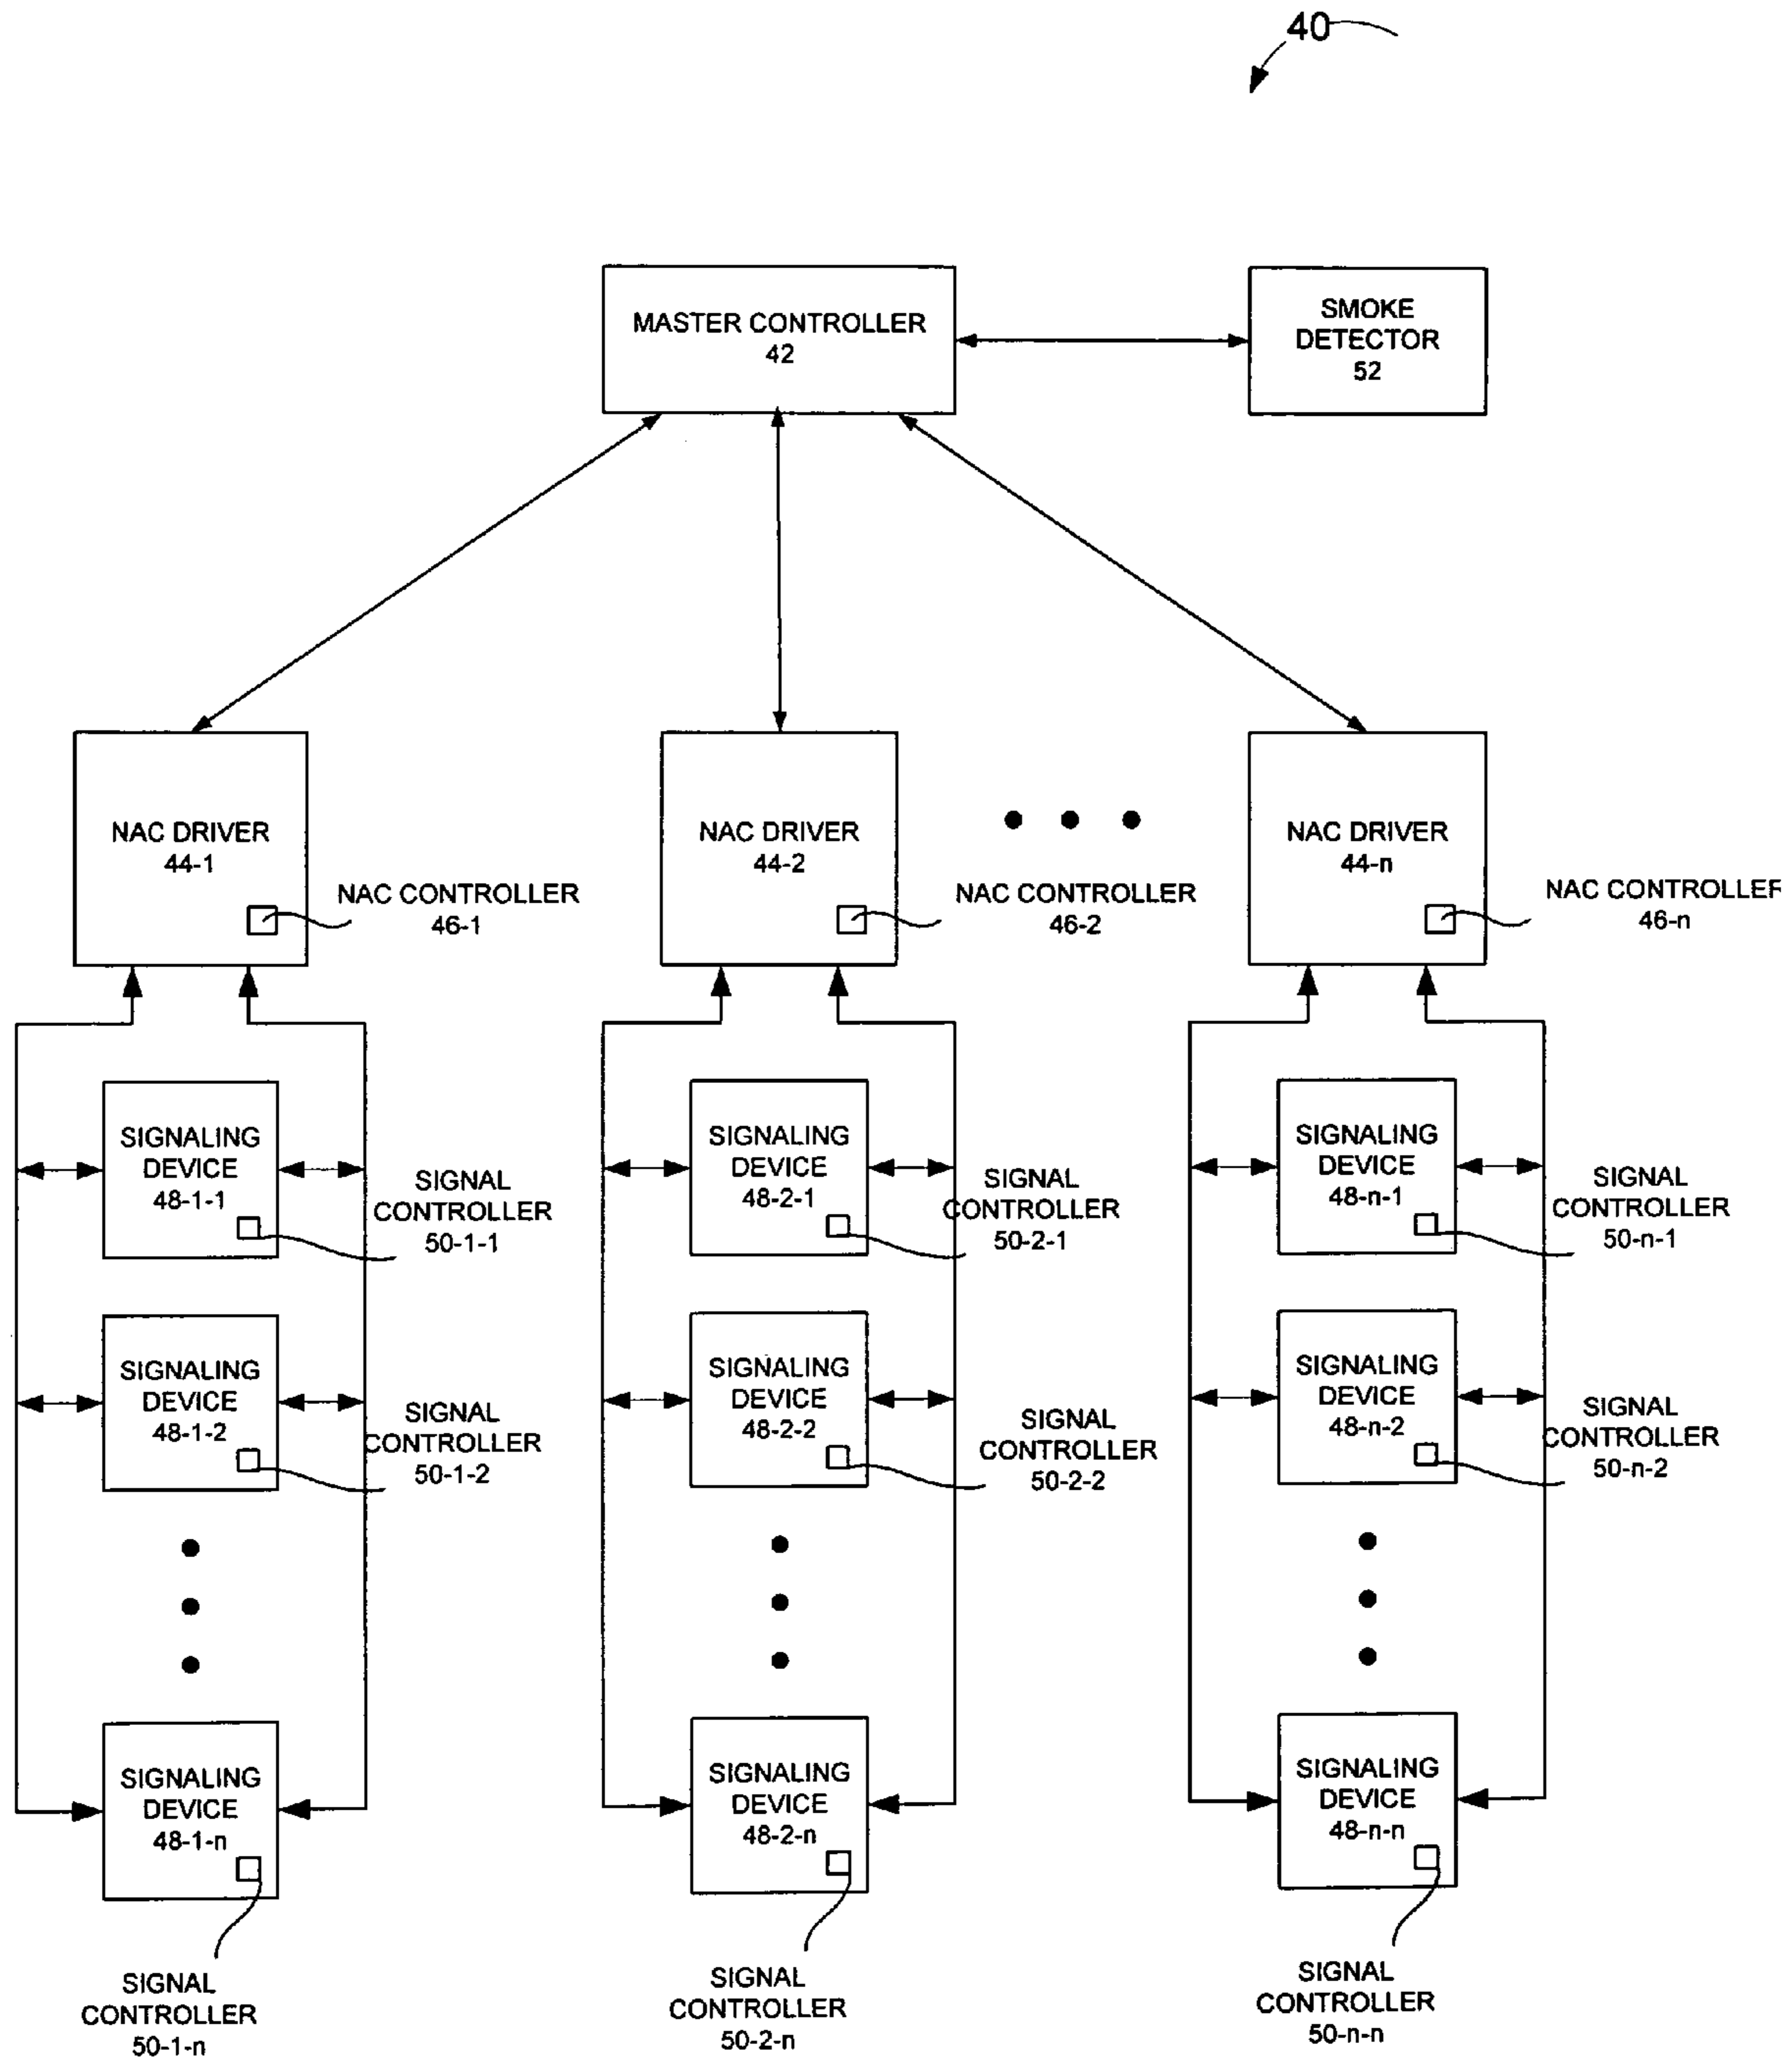 40
MASTER CONTROLLER
42
SMOKE
DETECTOR
52
NAC DRIVER
44-1
NAC CONTROLLER
46-1
NAC DRIVER
44-2
NAC CONTROLLER
46-2
NAC DRIVER
44-n
NAC CONTROLLER
46-n
SIGNALING
DEVICE
48-1-1
SIGNAL
CONTROLLER
50-1-1
SIGNALING
DEVICE
48-2-1
SIGNAL
CONTROLLER
50-2-1
SIGNALING
DEVICE
48-n-1
SIGNAL
CONTROLLER
50-n-1
SIGNALING
DEVICE
48-1-2
SIGNAL
CONTROLLER
50-1-2
SIGNALING
DEVICE
48-2-2
SIGNAL
CONTROLLER
50-2-2
SIGNALING
DEVICE
48-n-2
SIGNAL
CONTROLLER
50-n-2
SIGNALING
DEVICE
48-1-n
SIGNAL
CONTROLLER
50-1-n
SIGNALING
DEVICE
48-2-n
SIGNAL
CONTROLLER
50-2-n
SIGNALING
DEVICE
48-n-n
SIGNAL
CONTROLLER
50-n-n